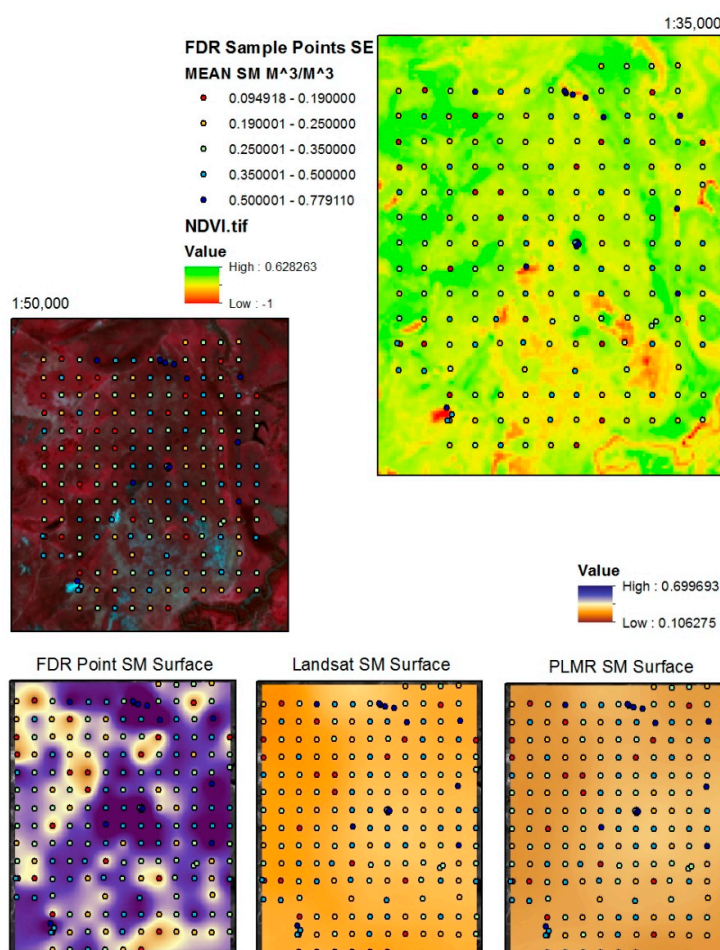 1:35,000
FDR Sample Points SE
MEAN SM M^3/M^3
0.094918 - 0.190000
0.190001 - 0.250000
0.250001 - 0.350000
0.350001 - 0.500000
0.500001 - 0.779110
NDVI.tif
Value
High : 0.628263
Low : -1
1:50,000
Value
High : 0.699693
Low : 0.106275
FDR Point SM Surface
Landsat SM Surface
PLMR SM Surface